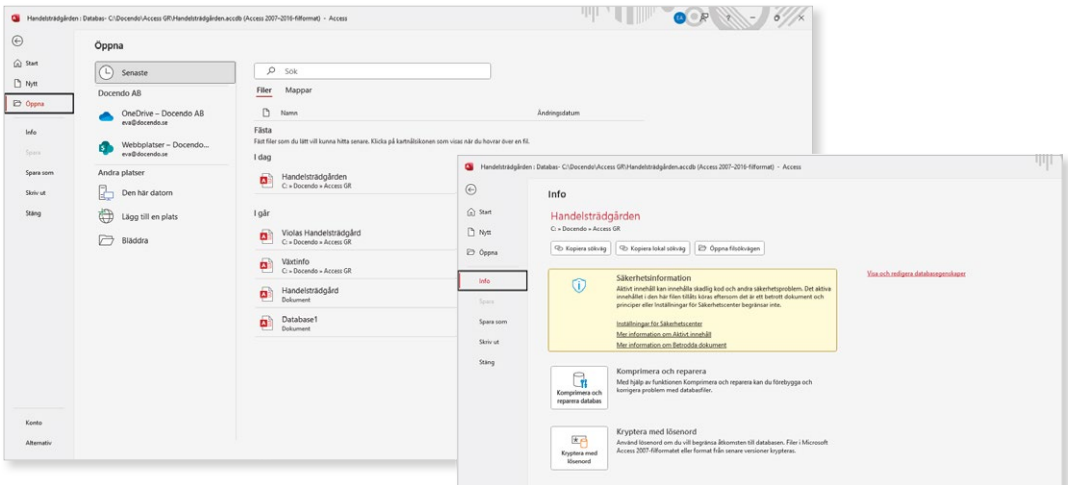 Handelsträdgården : Databas- C:\Docendo\Access GR\Handelsträdgården.accdb (Access 2007–2016-filformat) - Access
EA
Start
Nytt
Öppna
Info
Spara
Spara som
Skriv ut
Stäng
Konto
Alternativ
Öppna
Senaste
Docendo AB
OneDrive – Docendo AB
eva@docendo.se
Webbplatser – Docendo...
eva@docendo.se
Andra platser
Den här datorn
Lägg till en plats
Bläddra
Sök
Filer Mappar
Namn Ändringsdatum
Fästa
Fäst filer som du lätt vill kunna hitta senare. Klicka på kartnålsikonen som visas när du hovrar över en fil.
I dag
Handelsträdgården
C: » Docendo » Access GR
I går
Violas Handelsträdgård
C: » Docendo » Access GR
Växtinfo
C: » Docendo » Access GR
Handelsträdgård
Dokument
Database1
Dokument
Handelsträdgården : Databas- C:\Docendo\Access GR\Handelsträdgården.accdb (Access 2007–2016-filformat) - Access
Start
Nytt
Öppna
Info
Spara
Spara som
Skriv ut
Stäng
Info
Handelsträdgården
C: » Docendo » Access GR
Kopiera sökväg Kopiera lokal sökväg Öppna filsökvägen
Säkerhetsinformation
Aktivt innehåll kan innehålla skadlig kod och andra säkerhetsproblem. Det aktiva
innehållet i den här filen tillåts köras eftersom det är ett betrott dokument och
principer eller Inställningar för Säkerhetscenter begränsar inte.
Inställningar för Säkerhetscenter
Mer information om Aktivt innehåll
Mer information om Betrodda dokument
Visa och redigera databasegenskaper
Komprimera och
reparera databas
Komprimera och reparera
Med hjälp av funktionen Komprimera och reparera kan du förebygga och
korrigera problem med databasfiler.
Kryptera med
lösenord
Kryptera med lösenord
Använd lösenord om du vill begränsa åtkomsten till databasen. Filer i Microsoft
Access 2007-filformatet eller format från senare versioner krypteras.